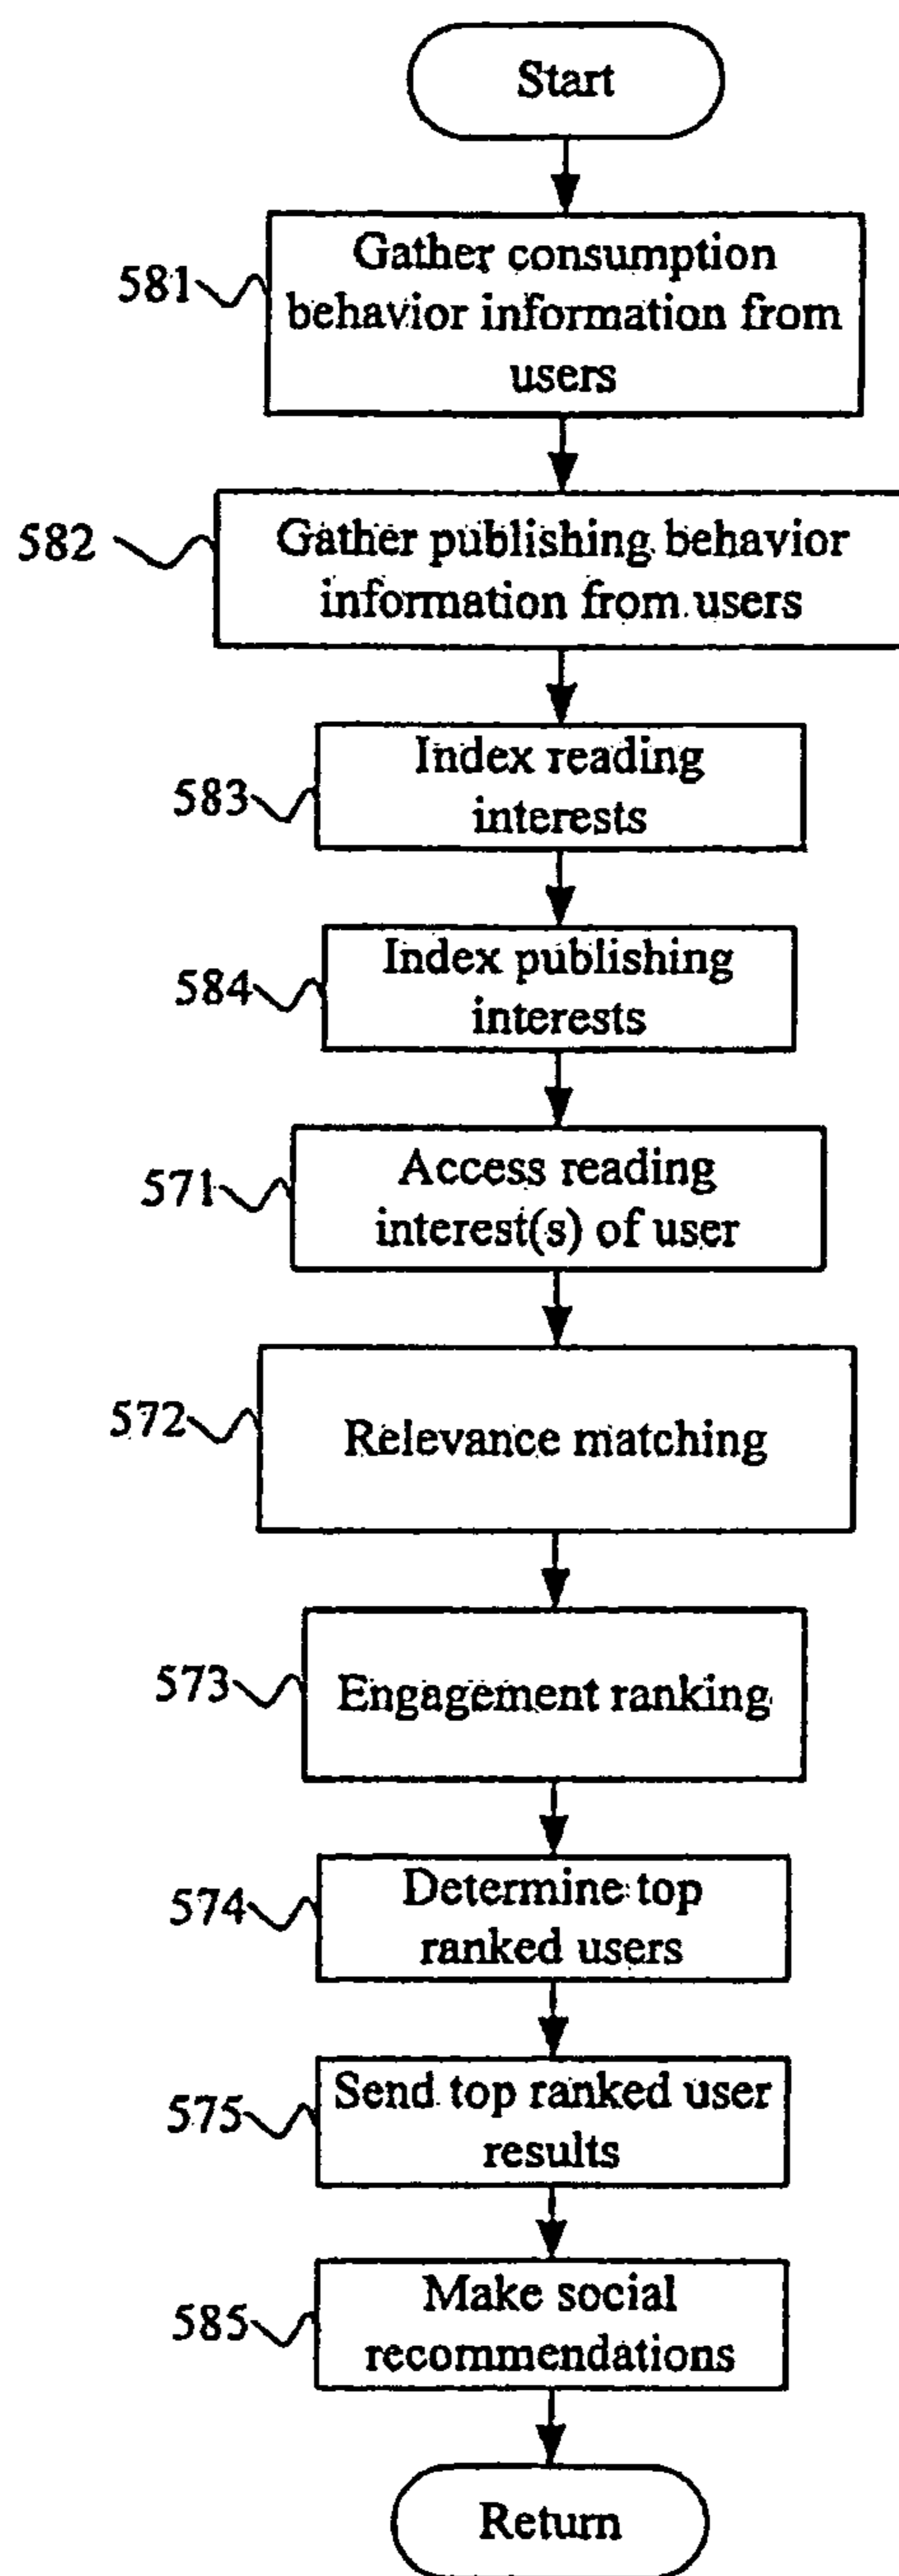 Start
581
Gather consumption
behavior information from
users
582
Gather publishing behavior
information from users
583
Index reading
interests
584
Index publishing
interests
571
Access reading
interest(s) of user
572
Relevance matching
573
Engagement ranking
574
Determine top
ranked users
575
Send top ranked user
results
585
Make social
recommendations
Return